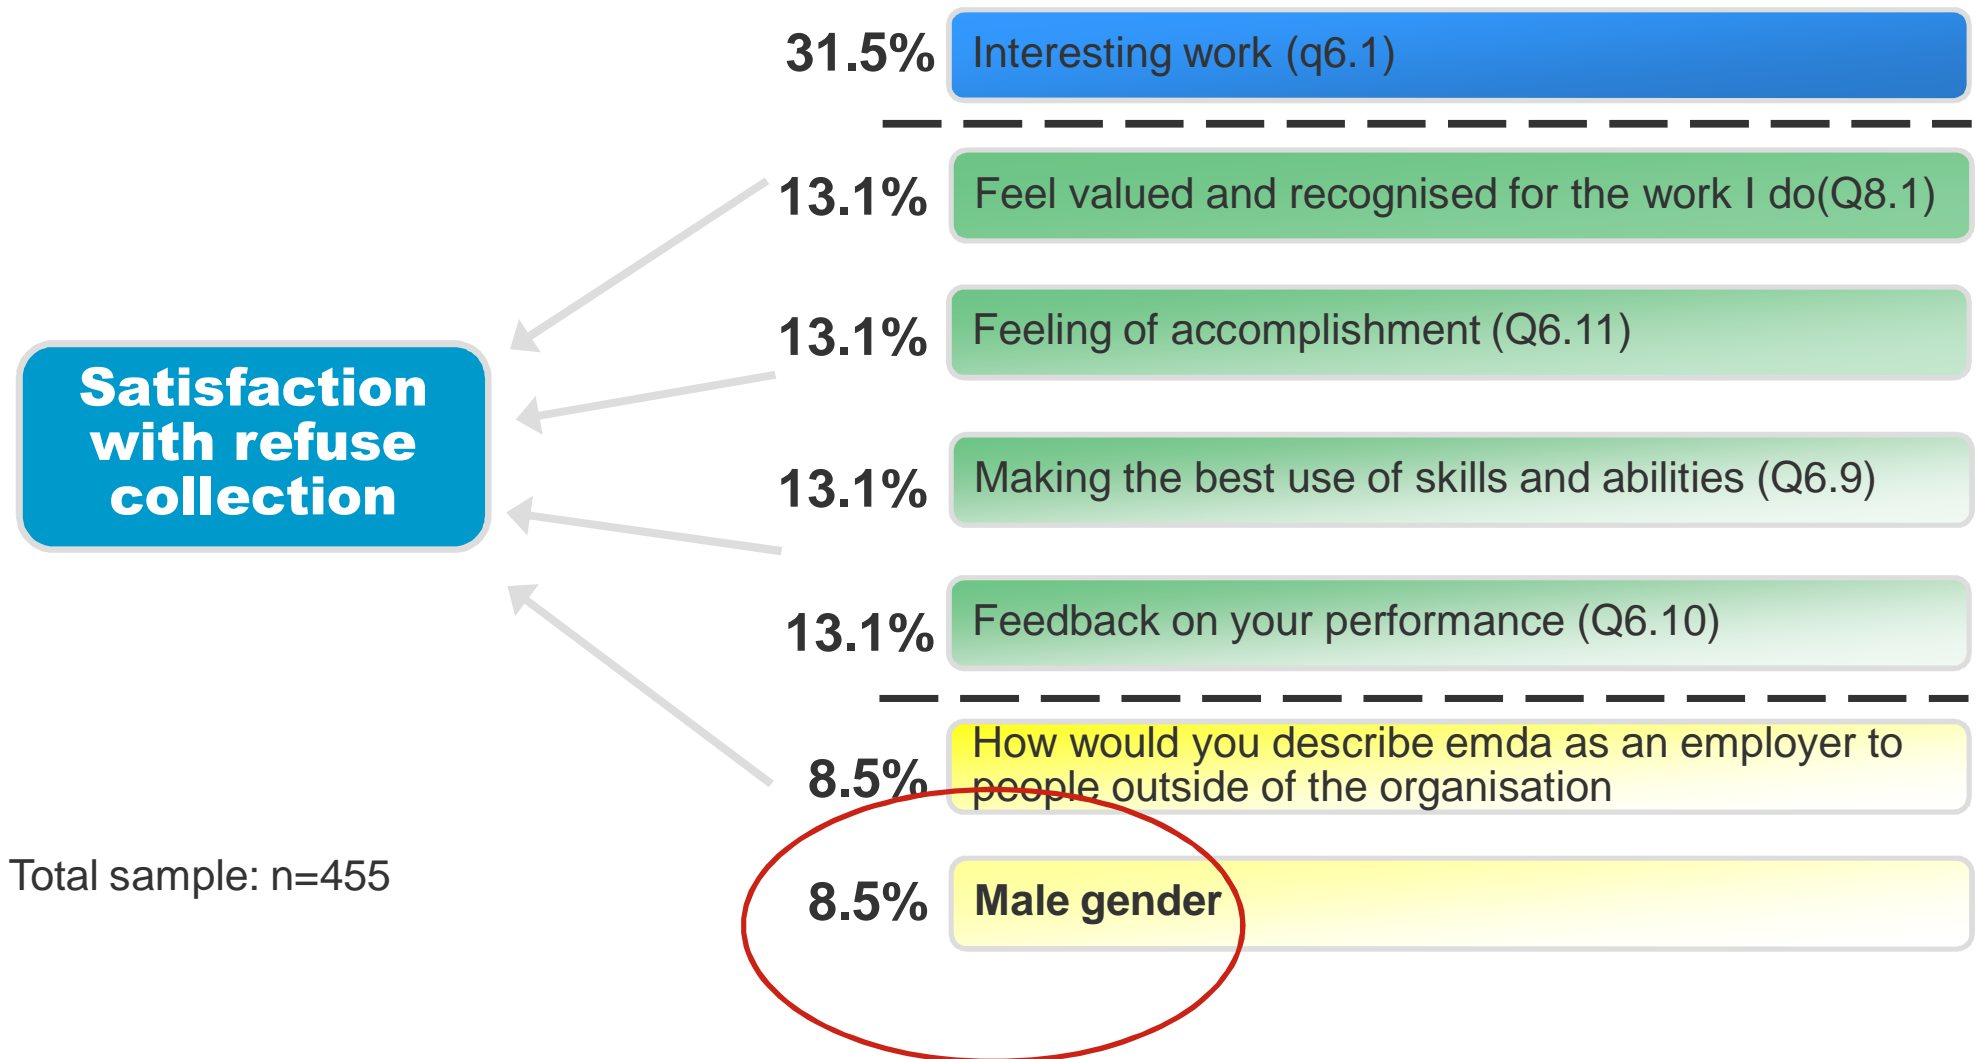 31.5% Interesting work (q6.1)
13.1% Feel valued and recognised for the work I do(Q8.1)
13.1% Feeling of accomplishment (Q6.11)
Satisfaction
with refuse
collection
13.1% Making the best use of skills and abilities (Q6.9)
13.1% Feedback on your performance (Q6.10)
8.5% How would you describe emda as an employer to
people outside of the organisation
Total sample: n=455
8.5% Male gender